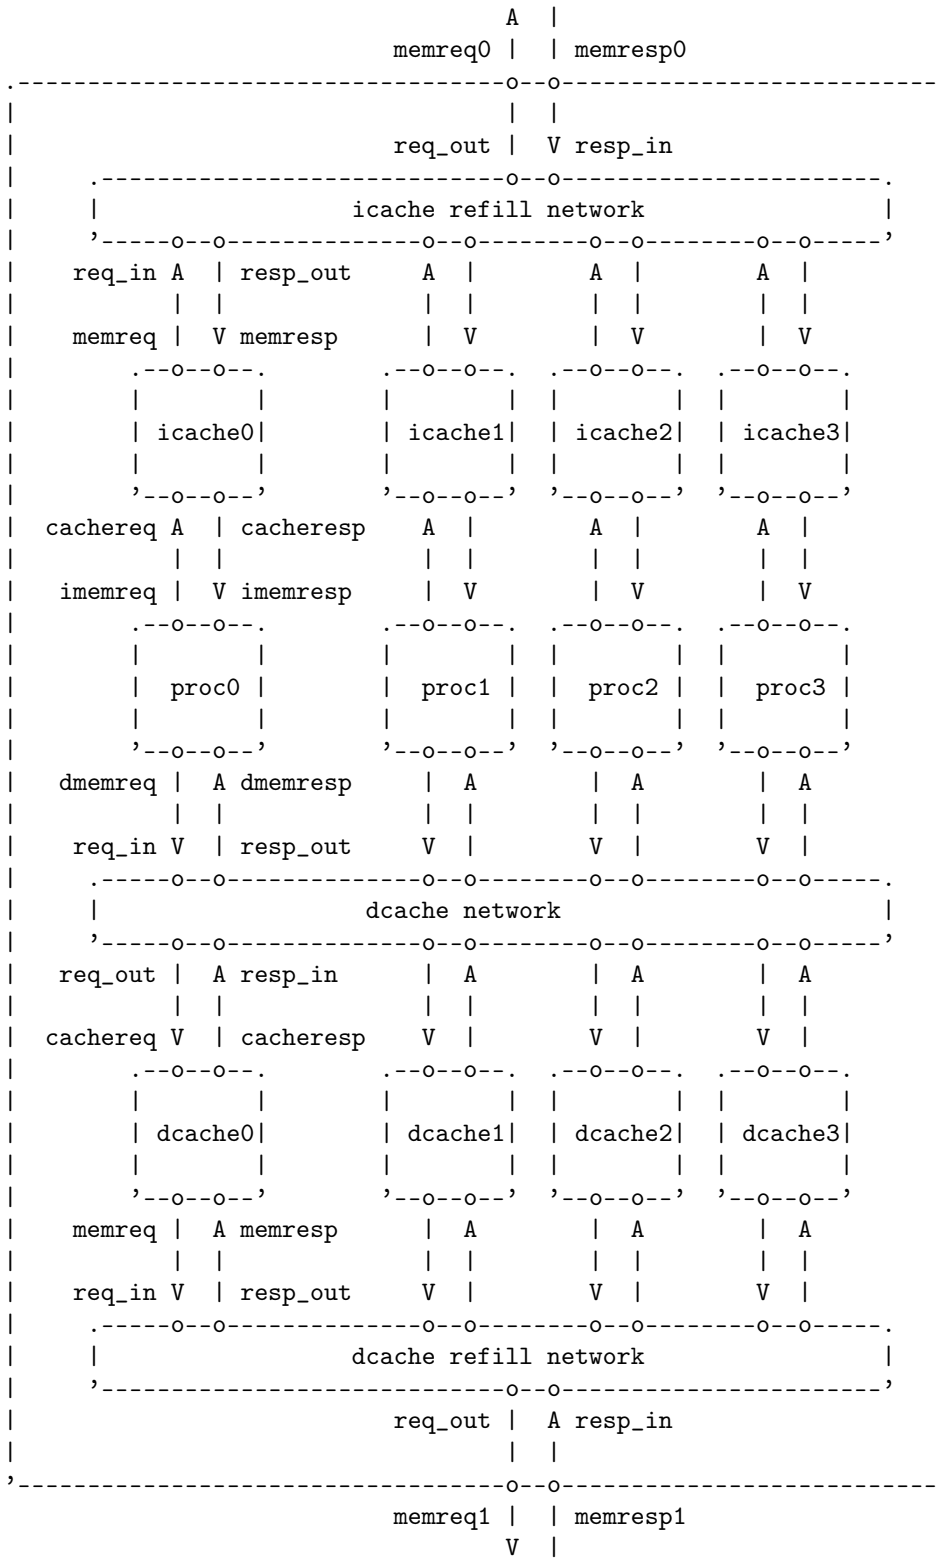 A |
memreq0 | | memresp0
.-----------------------------------o--o---------------------------
| | |
| req_out | V resp_in
| .-----------------------------o--o-----------------------.
| | icache refill network |
| '-----o--o--------------o--o--------o--o--------o--o-----'
| req_in A | resp_out A | A | A |
| | | | | | | | |
| memreq | V memresp | V | V | V
| .--o--o--. .--o--o--. .--o--o--. .--o--o--.
| | | | | | | | |
| | icache0| | icache1| | icache2| | icache3|
| | | | | | | | |
| '--o--o--' '--o--o--' '--o--o--' '--o--o--'
| cachereq A | cacheresp A | A | A |
| | | | | | | | |
| imemreq | V imemresp | V | V | V
| .--o--o--. .--o--o--. .--o--o--. .--o--o--.
| | | | | | | | |
| | proc0 | | proc1 | | proc2 | | proc3 |
| | | | | | | | |
| '--o--o--' '--o--o--' '--o--o--' '--o--o--'
| dmemreq | A dmemresp | A | A | A
| | | | | | | | |
| req_in V | resp_out V | V | V |
| .-----o--o--------------o--o--------o--o--------o--o-----.
| | dcache network |
| '-----o--o--------------o--o--------o--o--------o--o-----'
| req_out | A resp_in | A | A | A
| | | | | | | | |
| cachereq V | cacheresp V | V | V |
| .--o--o--. .--o--o--. .--o--o--. .--o--o--.
| | | | | | | | |
| | dcache0| | dcache1| | dcache2| | dcache3|
| | | | | | | | |
| '--o--o--' '--o--o--' '--o--o--' '--o--o--'
| memreq | A memresp | A | A | A
| | | | | | | | |
| req_in V | resp_out V | V | V |
| .-----o--o--------------o--o--------o--o--------o--o-----.
| | dcache refill network |
| '-----------------------------o--o-----------------------'
| req_out | A resp_in
| | |
'-----------------------------------o--o---------------------------
memreq1 | | memresp1
V |